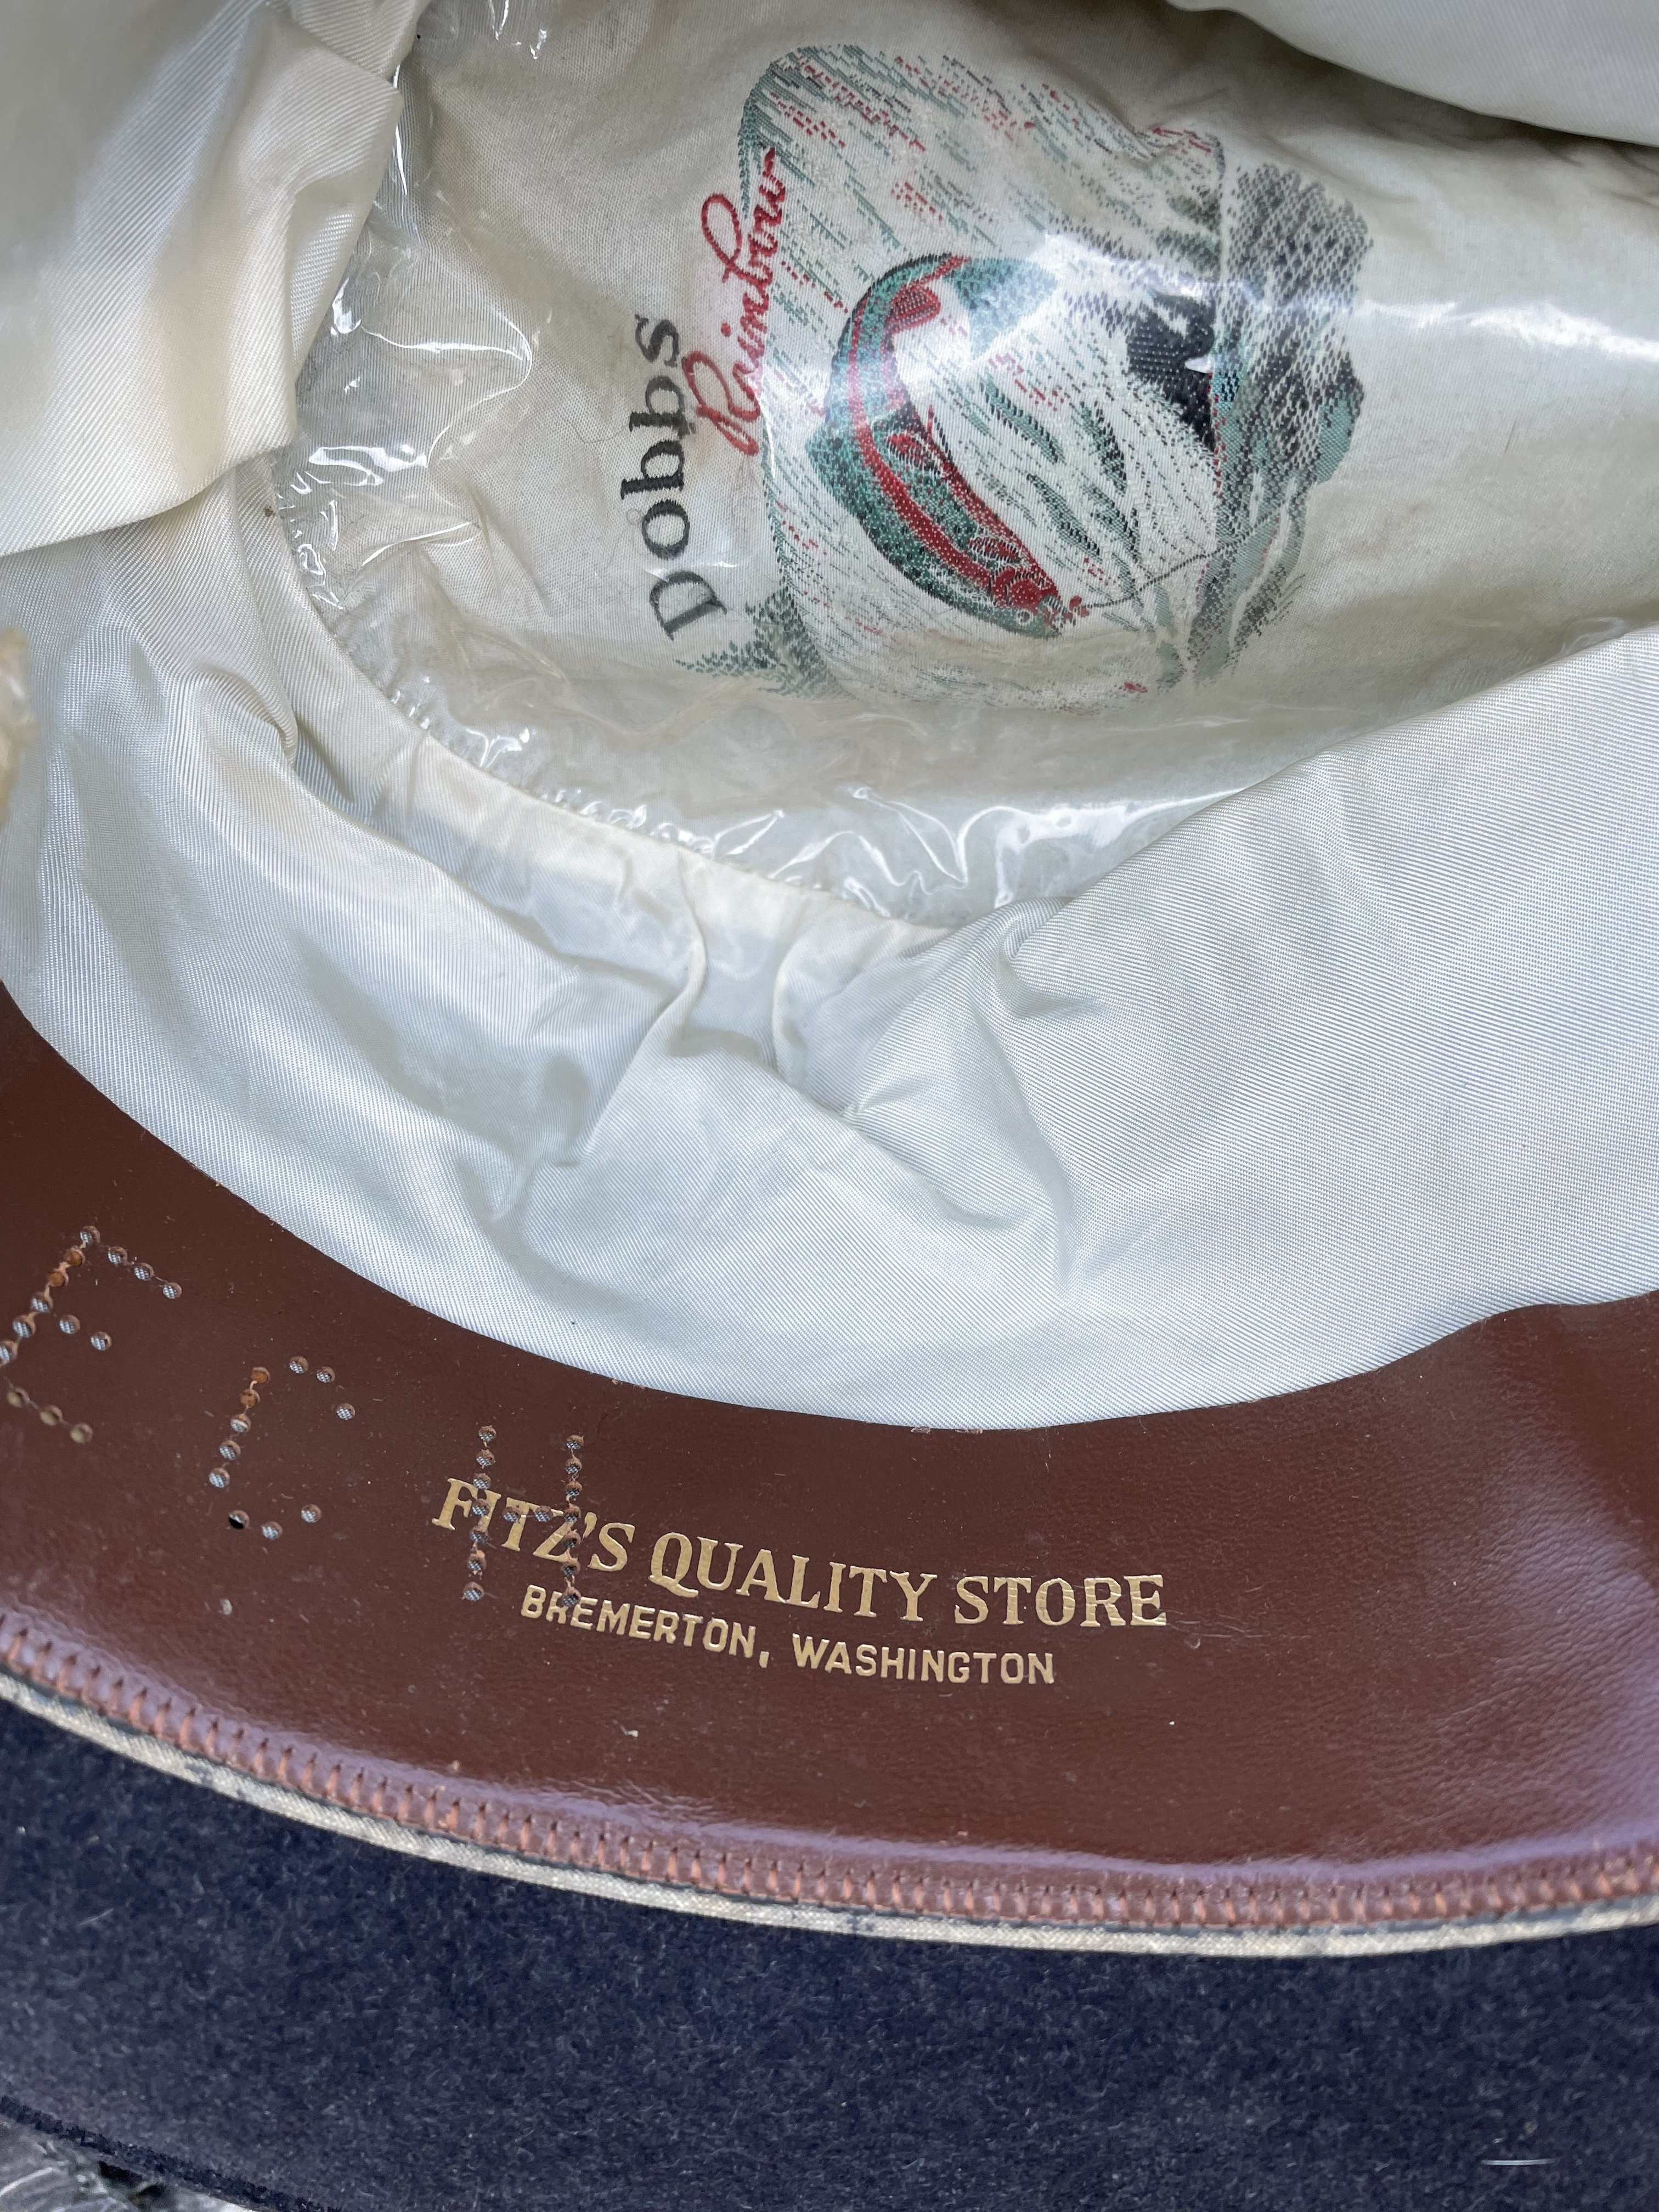 Dobbs
Rainbow
E C H
FITZ'S QUALITY STORE
BREMERTON, WASHINGTON